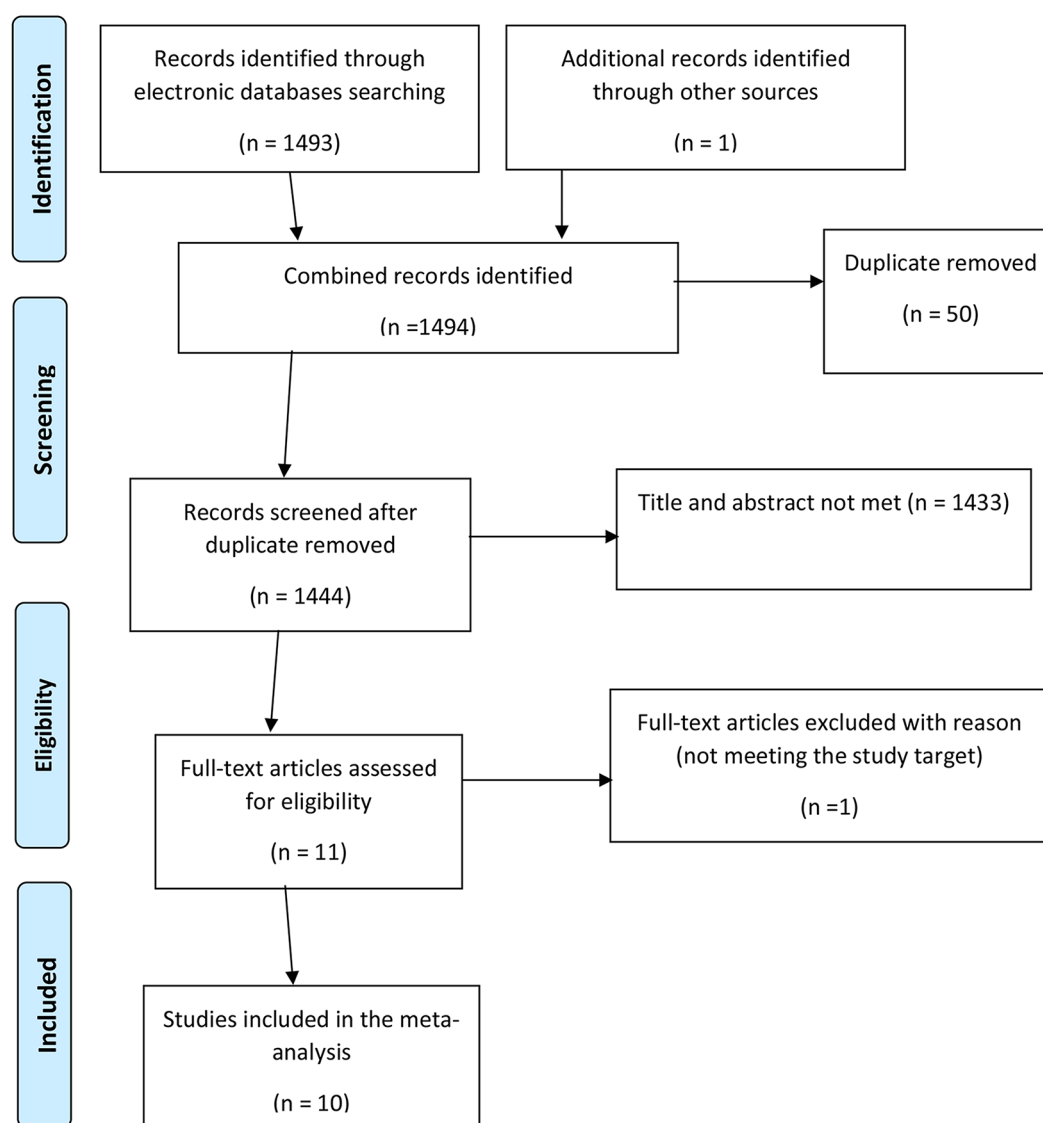 Identification
Records identified through
electronic databases searching
(n = 1493)
Additional records identified
through other sources
(n = 1)
Combined records identified
(n =1494)
Duplicate removed
(n = 50)
Screening
Records screened after
duplicate removed
(n = 1444)
Title and abstract not met (n = 1433)
Eligibility
Full-text articles assessed
for eligibility
(n = 11)
Full-text articles excluded with reason
(not meeting the study target)
(n =1)
Included
Studies included in the meta-
analysis
(n = 10)